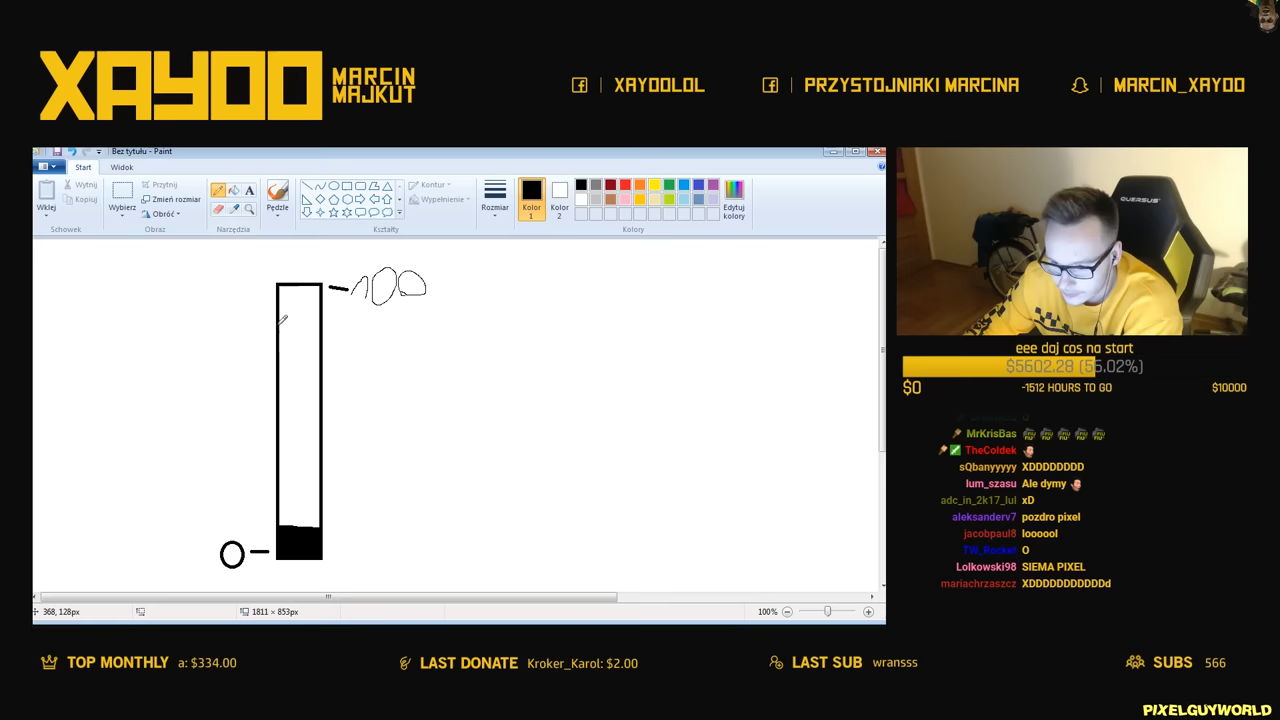 XAYOO
MARCIN
MAJKUT
XAYOOLOL
PRZYSTOJNIAKI MARCINA
MARCIN_XAYOO
Bez tytułu - Paint
Start
Widok
Wklej
Wytnij
Kopiuj
Schowek
Wybierz
Przytnij
Zmień rozmiar
Obróć
Obraz
A
Narzędzia
Pędzle
Kształty
Kontur
Wypełnienie
Rozmiar
Kolor
1
Kolor
2
Edytuj
kolory
Kolory
100
0
368, 128px
1811 × 853px
100%
QUERSUS
eee daj cos na start
$5602.28 (56.02%)
$0
-1512 HOURS TO GO
$10000
MrKrisBas
TheColdek
sQbanyyyyy XDDDDDDDD
lum_szasu Ale dymy
adc_in_2k17_lul xD
aleksanderv7 pozdro pixel
jacobpaul8 loooool
TW_Pocket O
Lolkowski98 SIEMA PIXEL
mariachrzaszcz XDDDDDDDDDDDd
TOP MONTHLY a: $334.00
LAST DONATE Kroker_Karol: $2.00
LAST SUB wransss
SUBS 566
PIXELGUYWORLD